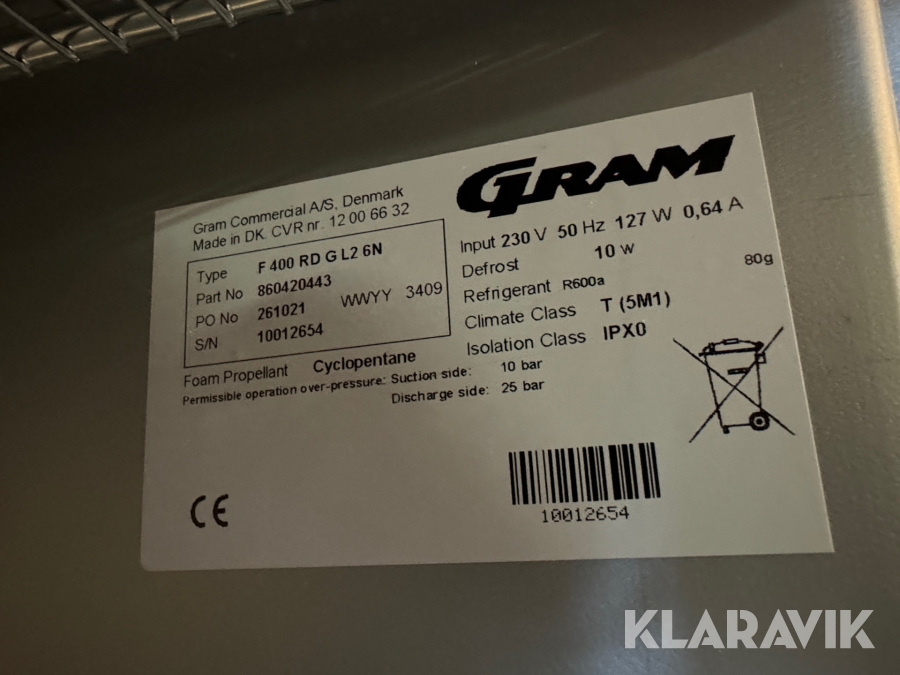 Gram Commercial A/S, Denmark
Made in DK. CVR nr. 12 00 66 32
Type F 400 RD G L2 6N
Part No 860420443
PO No 261021 WWYY 3409
S/N 10012654
Foam Propellant Cyclopentane
Permissible operation over-pressure: Suction side: 10 bar
Discharge side: 25 bar
GRAM
Input 230 V 50 Hz 127 W 0,64 A
Defrost 10 W
Refrigerant R600a 80g
Climate Class T (5M1)
Isolation Class IPX0
CE
10012654
KLARAVIK